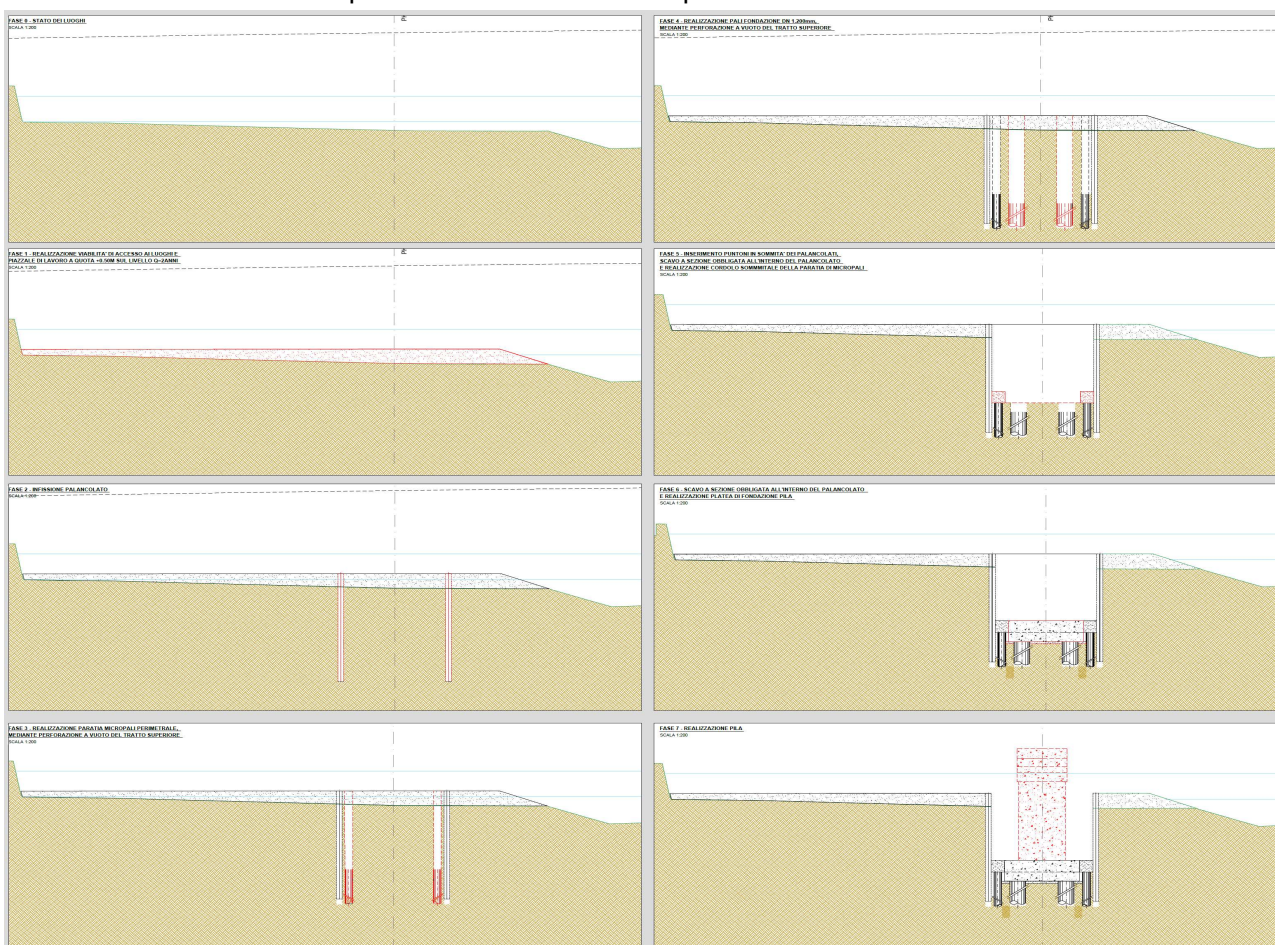 FASE 0 - STATO DEI LUOGHI
SCALA 1:200
FASE 1 - REALIZZAZIONE VIABILITA' DI ACCESSO AI LUOGHI E
PIAZZALE DI LAVORO A QUOTA +0.50M SUL LIVELLO Q=2ANNI
SCALA 1:200
FASE 2 - INFISSIONE PALANCOLATO
SCALA 1:200
FASE 3 - REALIZZAZIONE PARATIA MICROPALI PERIMETRALE,
MEDIANTE PERFORAZIONE A VUOTO DEL TRATTO SUPERIORE
SCALA 1:200
FASE 4 - REALIZZAZIONE PALI FONDAZIONE DN 1.200mm,
MEDIANTE PERFORAZIONE A VUOTO DEL TRATTO SUPERIORE
SCALA 1:200
FASE 5 - INSERIMENTO PUNTONI IN SOMMITA' DEI PALANCOLATI,
SCAVO A SEZIONE OBBLIGATA ALL'INTERNO DEL PALANCOLATO
E REALIZZAZIONE CORDOLO SOMMMITALE DELLA PARATIA DI MICROPALI
SCALA 1:200
FASE 6 - SCAVO A SEZIONE OBBLIGATA ALL'INTERNO DEL PALANCOLATO
E REALIZZAZIONE PLATEA DI FONDAZIONE PILA
SCALA 1:200
FASE 7 - REALIZZAZIONE PILA
SCALA 1:200